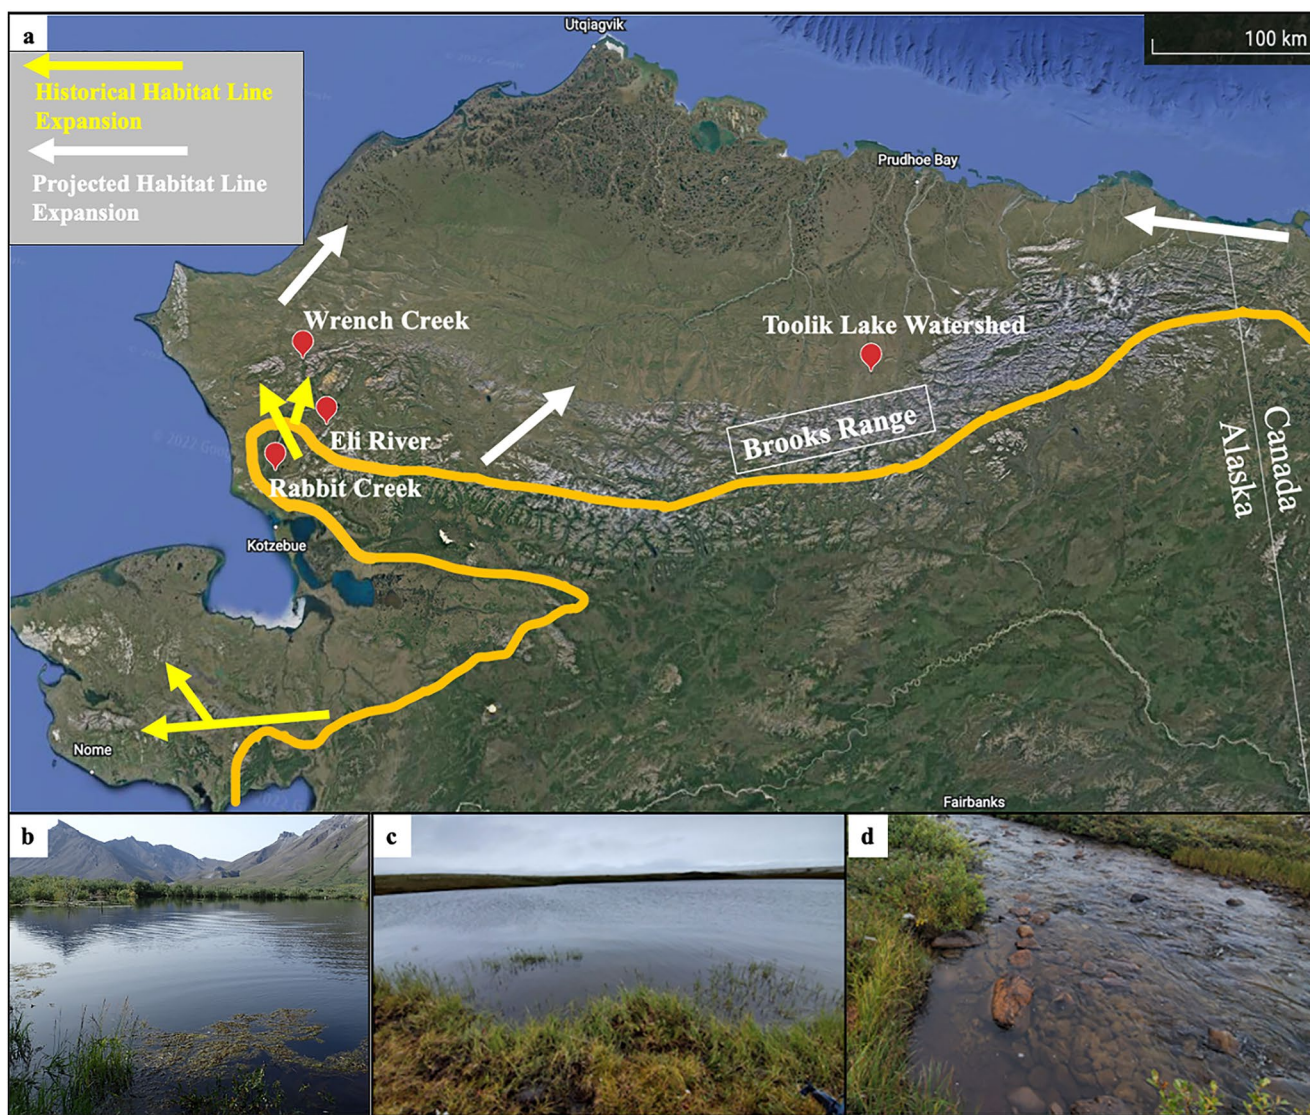 a
Utqiagvik
100 km
Historical Habitat Line
Expansion
Projected Habitat Line
Expansion
Prudhoe Bay
Wrench Creek
Toolik Lake Watershed
Eli River
Brooks Range
Canada
Alaska
Rabbit Creek
Kotzebue
Nome
Fairbanks
b
c
d